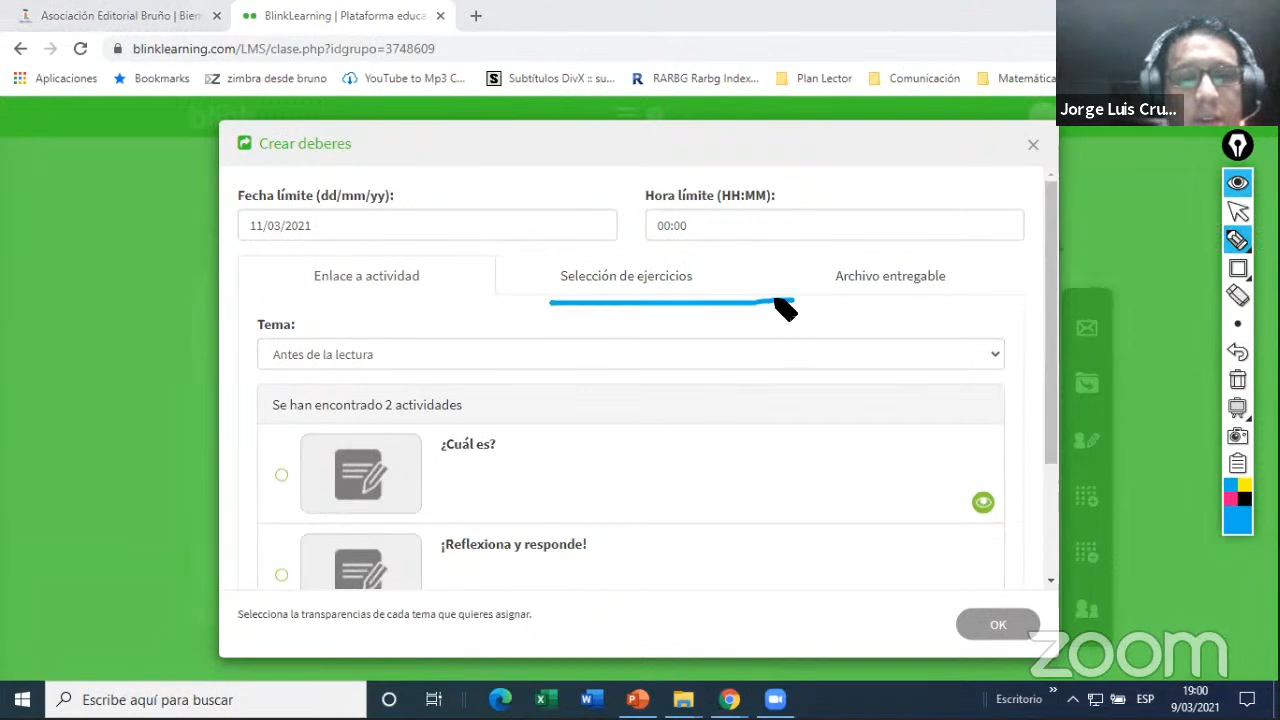 Asociación Editorial Bruño | Bien
BlinkLearning | Plataforma educa
blinklearning.com/LMS/clase.php?idgrupo=3748609
Aplicaciones
Bookmarks
zimbra desde bruno
YouTube to Mp3 C...
Subtítulos DivX :: su...
RARBG Rarbg Index...
Plan Lector
Comunicación
Matemática
Jorge Luis Cru...
Crear deberes
Fecha límite (dd/mm/yy):
Hora límite (HH:MM):
11/03/2021
00:00
Enlace a actividad
Selección de ejercicios
Archivo entregable
Tema:
Antes de la lectura
Se han encontrado 2 actividades
¿Cuál es?
¡Reflexiona y responde!
Selecciona la transparencias de cada tema que quieres asignar.
OK
zoom
Escribe aquí para buscar
Escritorio
ESP
19:00
9/03/2021